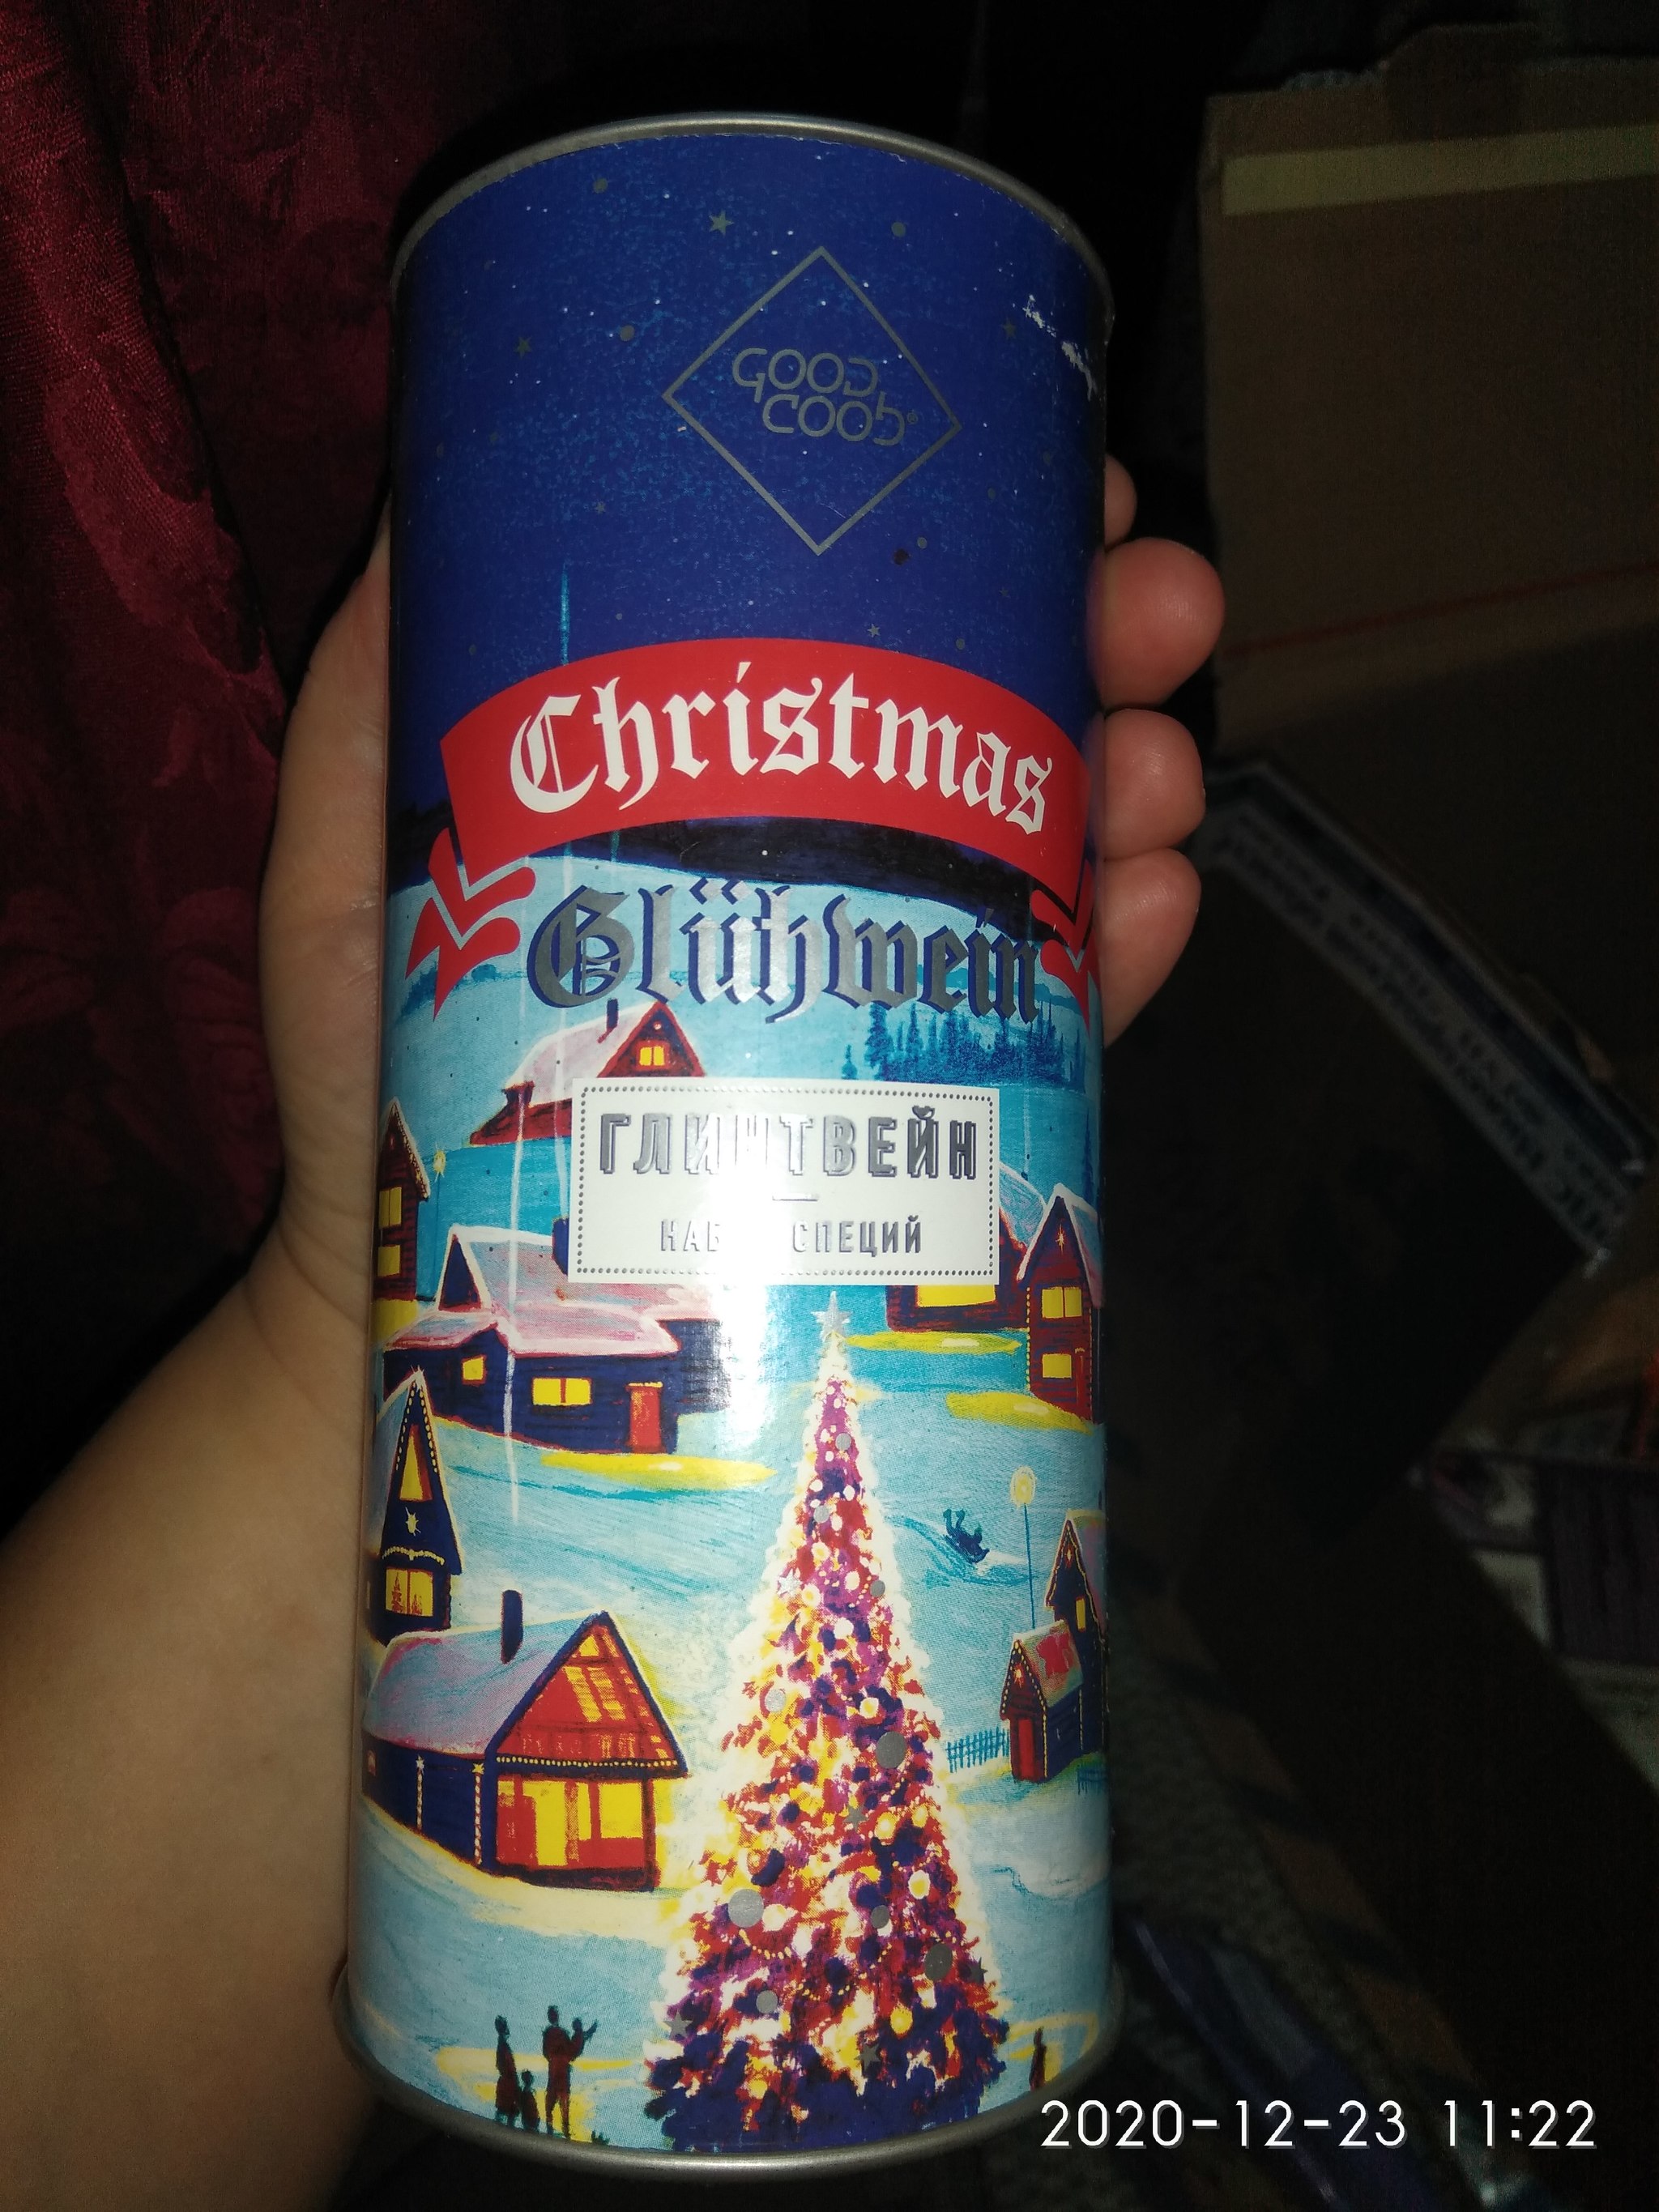 GOOD
COOD®
Christmas
Glühwein
ГЛИНТВЕЙН
СПЕЦИЙ
2020-12-23 11:22